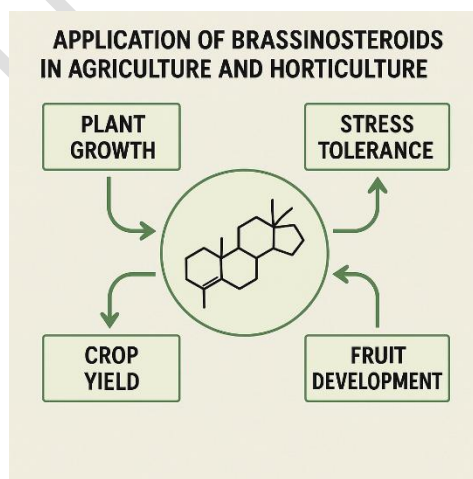 APPLICATION OF BRASSINOSTEROIDS
IN AGRICULTURE AND HORTICULTURE
PLANT
GROWTH
STRESS
TOLERANCE
CROP
YIELD
FRUIT
DEVELOPMENT